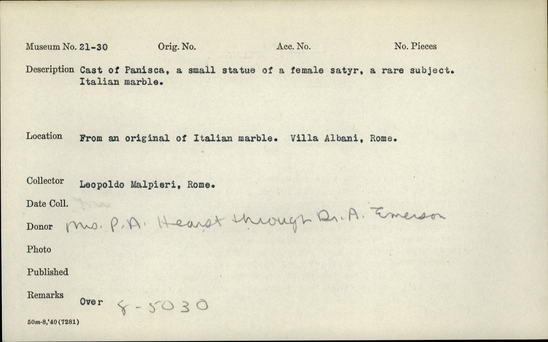 Museum No. 21-30 Orig. No. Acc. No. No. Pieces
Description Cast of Panisca, a small statue of a female satyr, a rare subject.
Italian marble.
Location From an original of Italian marble. Villa Albani, Rome.
Collector Leopoldo Malpieri, Rome.
Date Coll.
Donor Mrs. P.A. Hearst through Dr. A. Emerson
Photo
Published
Remarks Over 8-5030
50m-8,'40(7281)